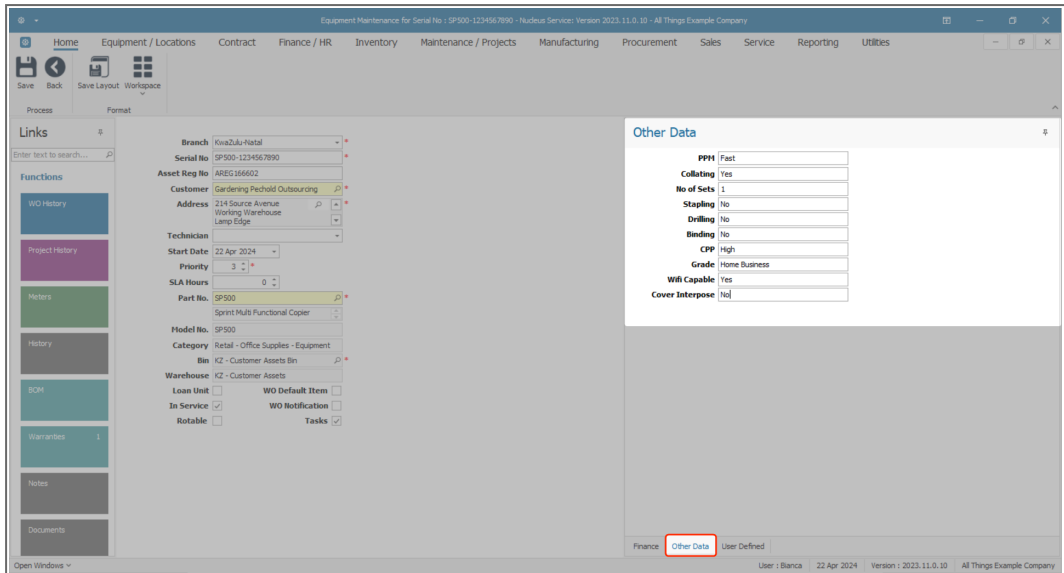 Equipment Maintenance for Serial No : SP500-1234567890 - Nucleus Service: Version 2023.11.0.10 - All Things Example Company
Home Equipment / Locations Contract Finance / HR Inventory Maintenance / Projects Manufacturing Procurement Sales Service Reporting Utilities
Save Back Save Layout Workspace
Process Format
Links
Enter text to search...
Functions
WO History
Project History
Meters
History
BOM
Warranties 1
Notes
Documents
Branch KwaZulu-Natal *
Serial No SP500-1234567890 *
Asset Reg No AREG166602
Customer Gardening Pechold Outsourcing *
Address 214 Source Avenue *
Working Warehouse
Lamp Edge
Technician
Start Date 22 Apr 2024
Priority 3 *
SLA Hours 0
Part No. SP500 *
Sprint Multi Functional Copier
Model No. SP500
Category Retail - Office Supplies - Equipment
Bin KZ - Customer Assets Bin *
Warehouse KZ - Customer Assets
Loan Unit WO Default Item
In Service WO Notification
Rotable Tasks
Other Data
PPM Fast
Collating Yes
No of Sets 1
Stapling No
Drilling No
Binding No
CPP High
Grade Home Business
Wifi Capable Yes
Cover Interpose No
Finance Other Data User Defined
Open Windows
User : Bianca 22 Apr 2024 Version : 2023.11.0.10 All Things Example Company